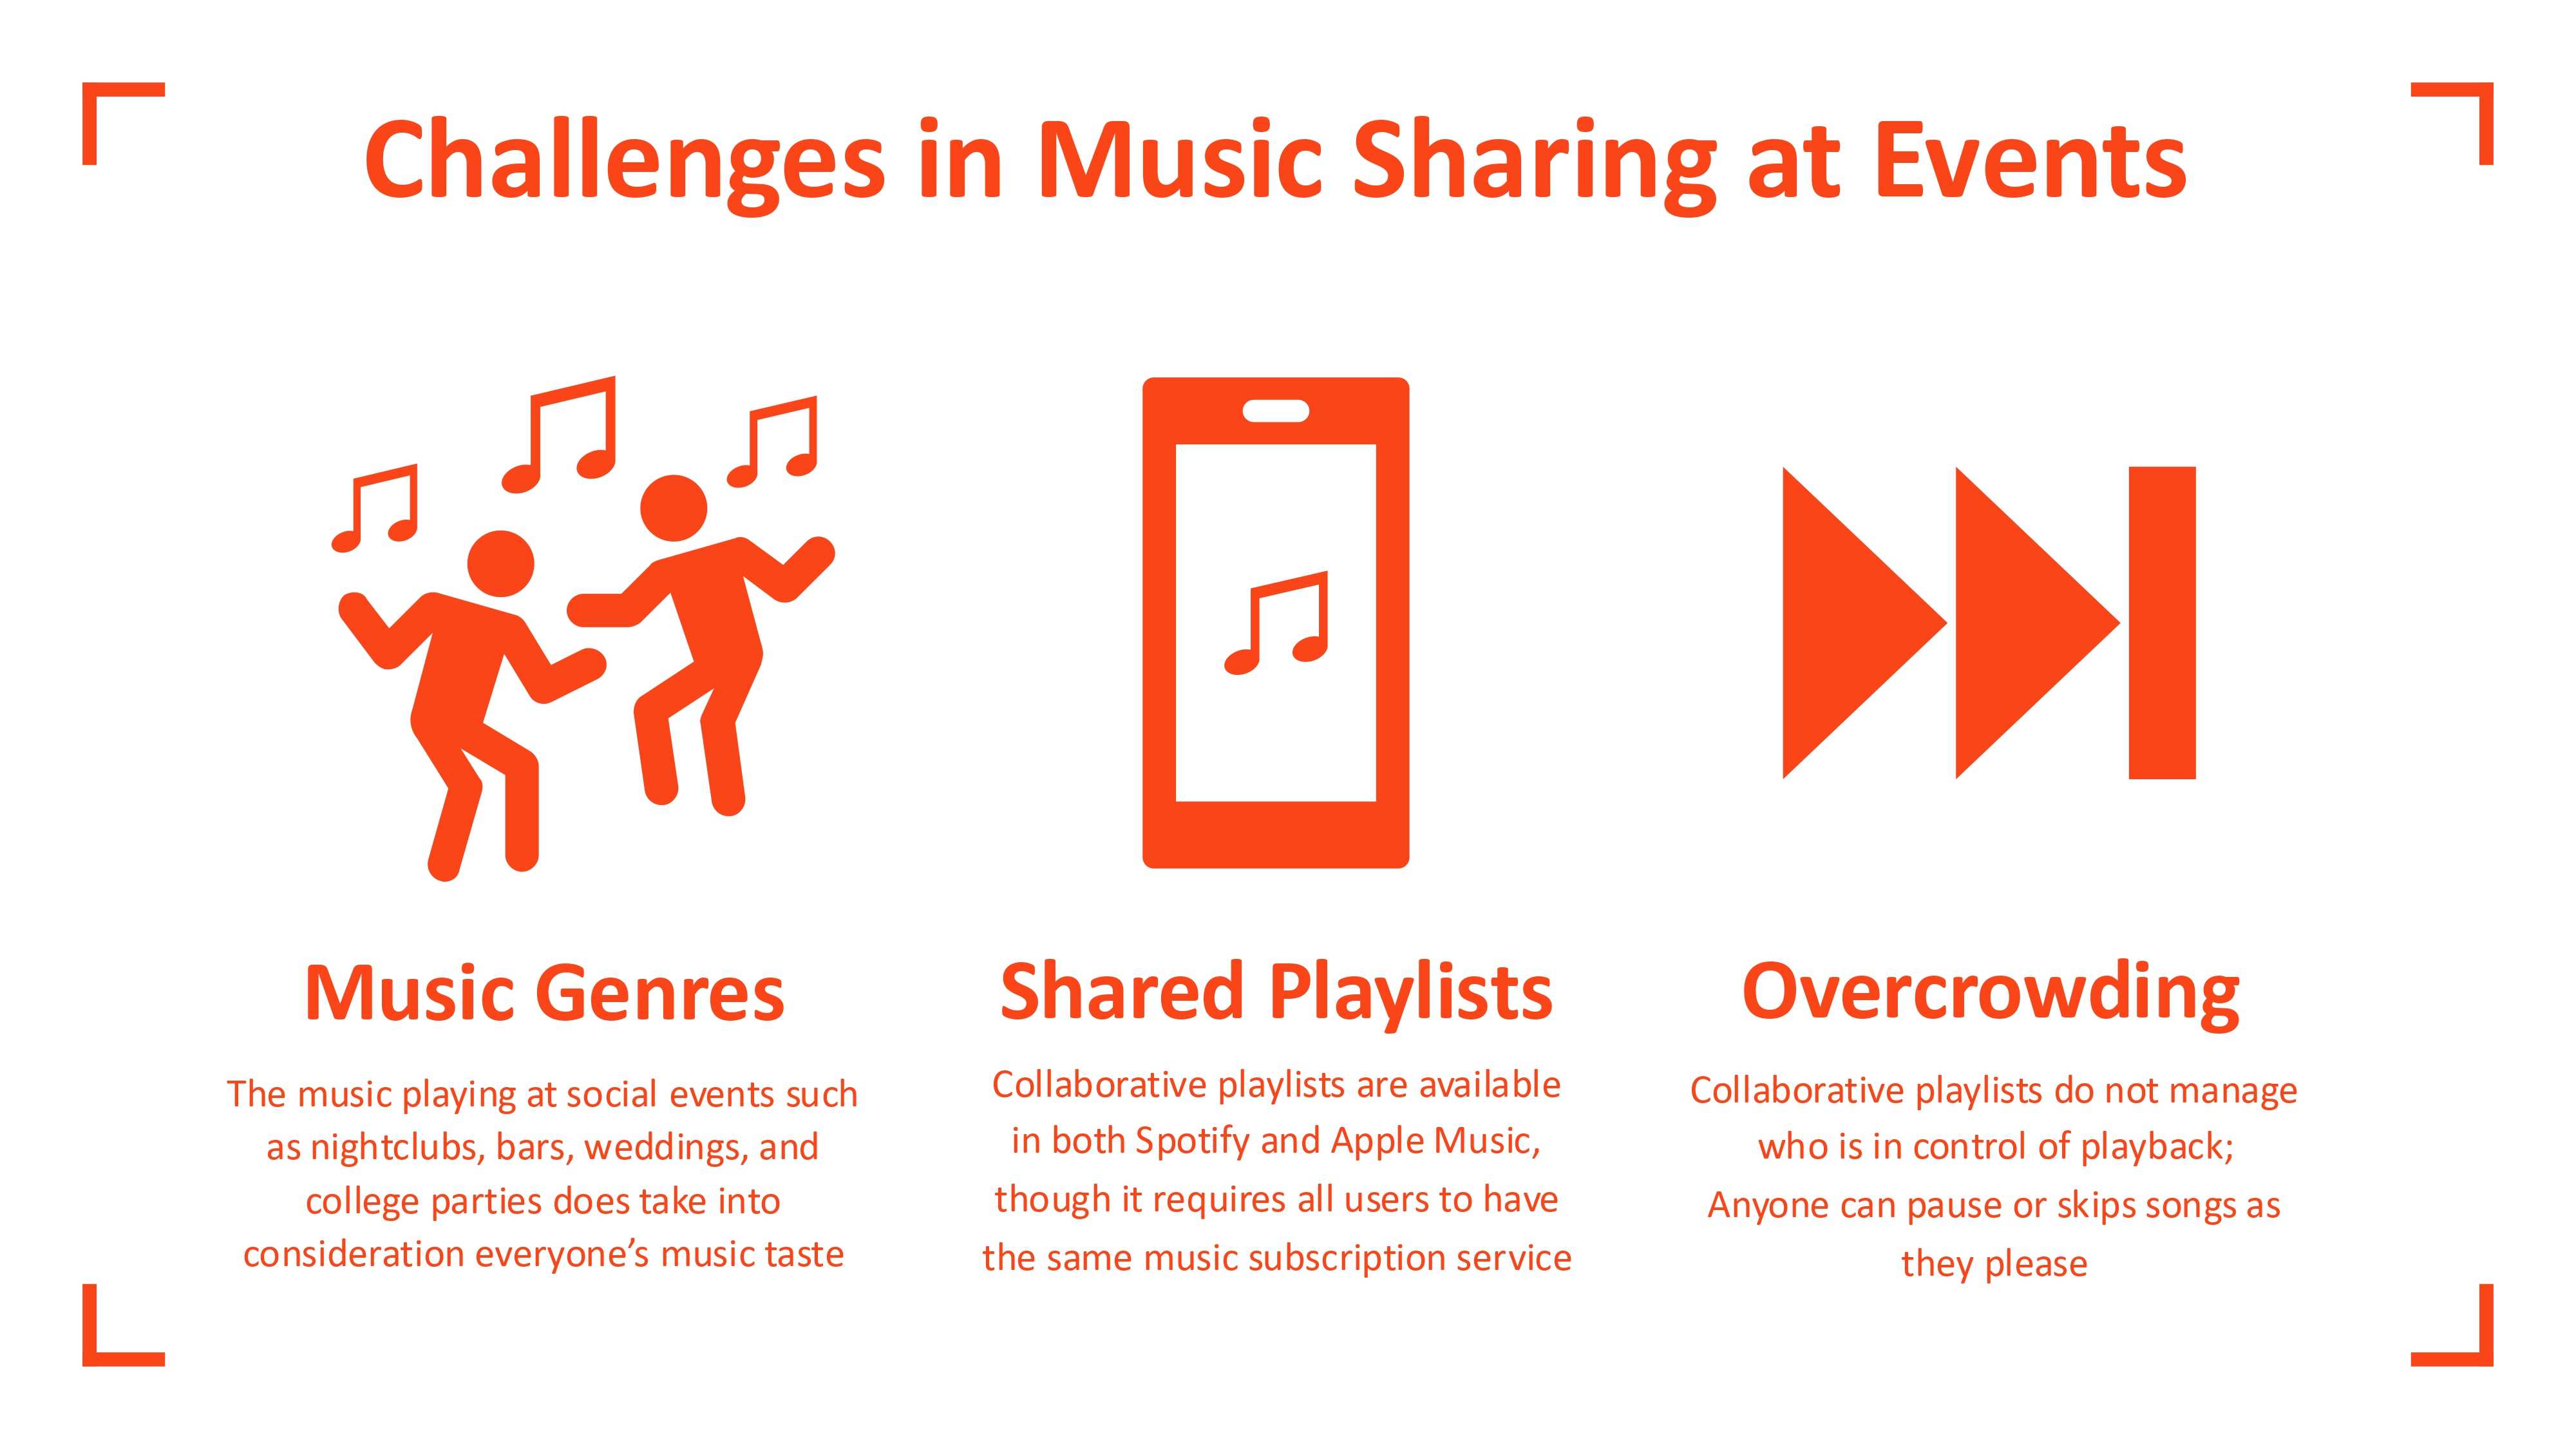 Challenges in Music Sharing at Events
Music Genres
The music playing at social events such
as nightclubs, bars, weddings, and
college parties does take into
consideration everyone’s music taste
Shared Playlists
Collaborative playlists are available
in both Spotify and Apple Music,
though it requires all users to have
the same music subscription service
Overcrowding
Collaborative playlists do not manage
who is in control of playback;
Anyone can pause or skips songs as
they please